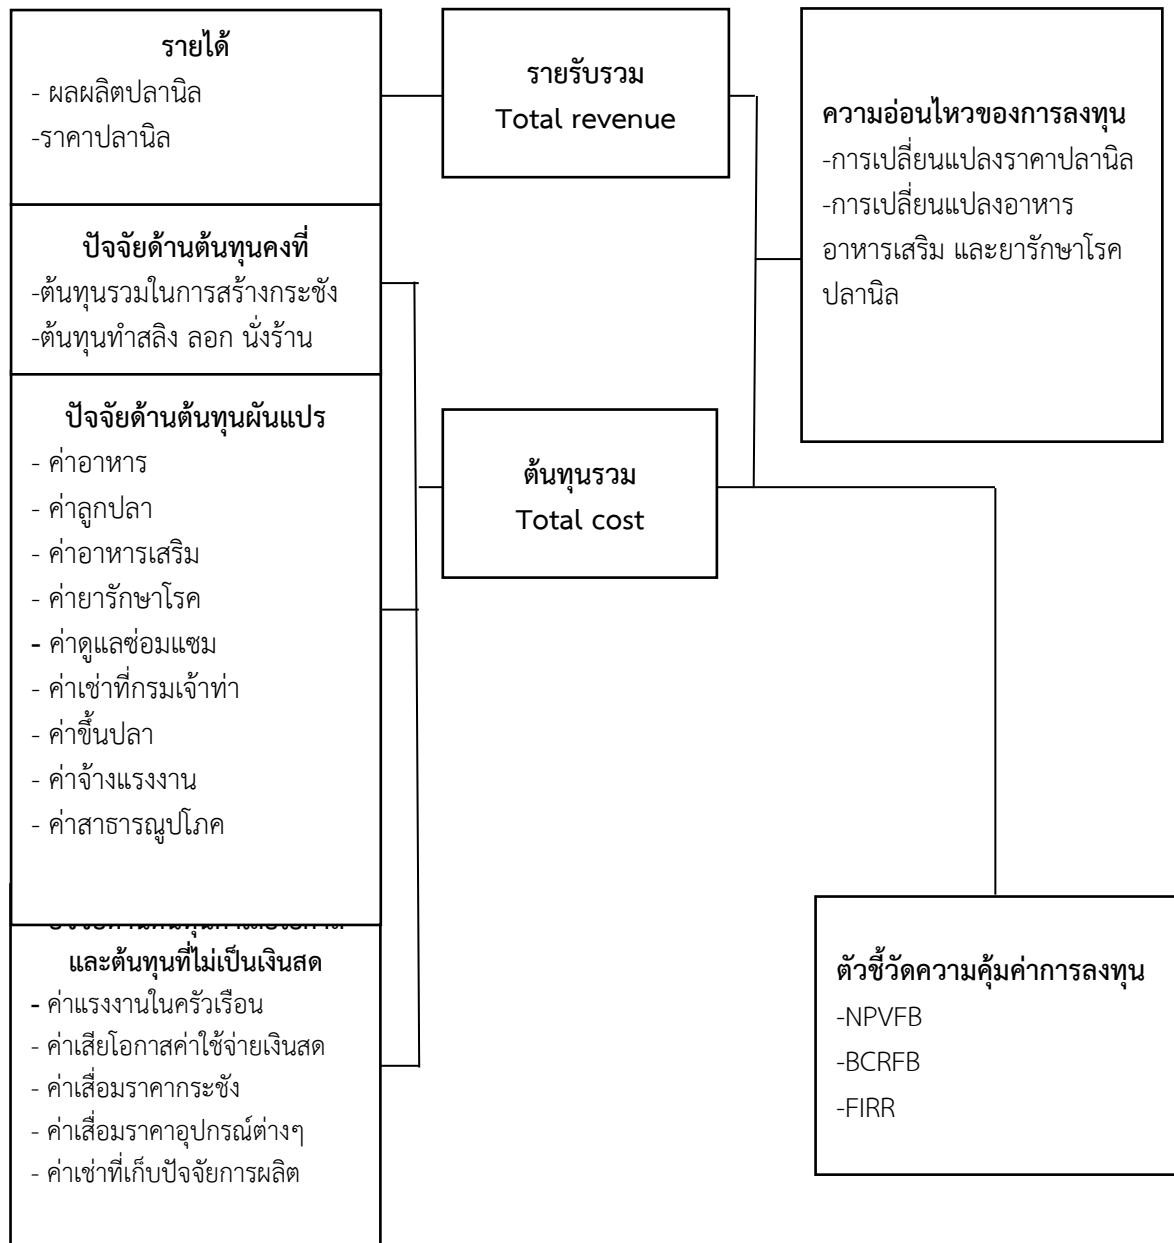 รายได้
- ผลผลิตปลานิล
-ราคาปลานิล
ปัจจัยด้านต้นทุนคงที่
-ต้นทุนรวมในการสร้างกระชัง
-ต้นทุนทำสลิง ลอก นั่งร้าน
ปัจจัยด้านต้นทุนผันแปร
- ค่าอาหาร
- ค่าลูกปลา
- ค่าอาหารเสริม
- ค่ายารักษาโรค
- ค่าดูแลซ่อมแซม
- ค่าเช่าที่กรมเจ้าท่า
- ค่าขึ้นปลา
- ค่าจ้างแรงงาน
- ค่าสาธารณูปโภค
และต้นทุนที่ไม่เป็นเงินสด
- ค่าแรงงานในครัวเรือน
- ค่าเสียโอกาสค่าใช้จ่ายเงินสด
- ค่าเสื่อมราคากระชัง
- ค่าเสื่อมราคาอุปกรณ์ต่างๆ
- ค่าเช่าที่เก็บปัจจัยการผลิต
รายรับรวม
Total revenue
ต้นทุนรวม
Total cost
ความอ่อนไหวของการลงทุน
-การเปลี่ยนแปลงราคาปลานิล
-การเปลี่ยนแปลงอาหาร
อาหารเสริม และยารักษาโรค
ปลานิล
ตัวชี้วัดความคุ้มค่าการลงทุน
-NPVFB
-BCRFB
-FIRR